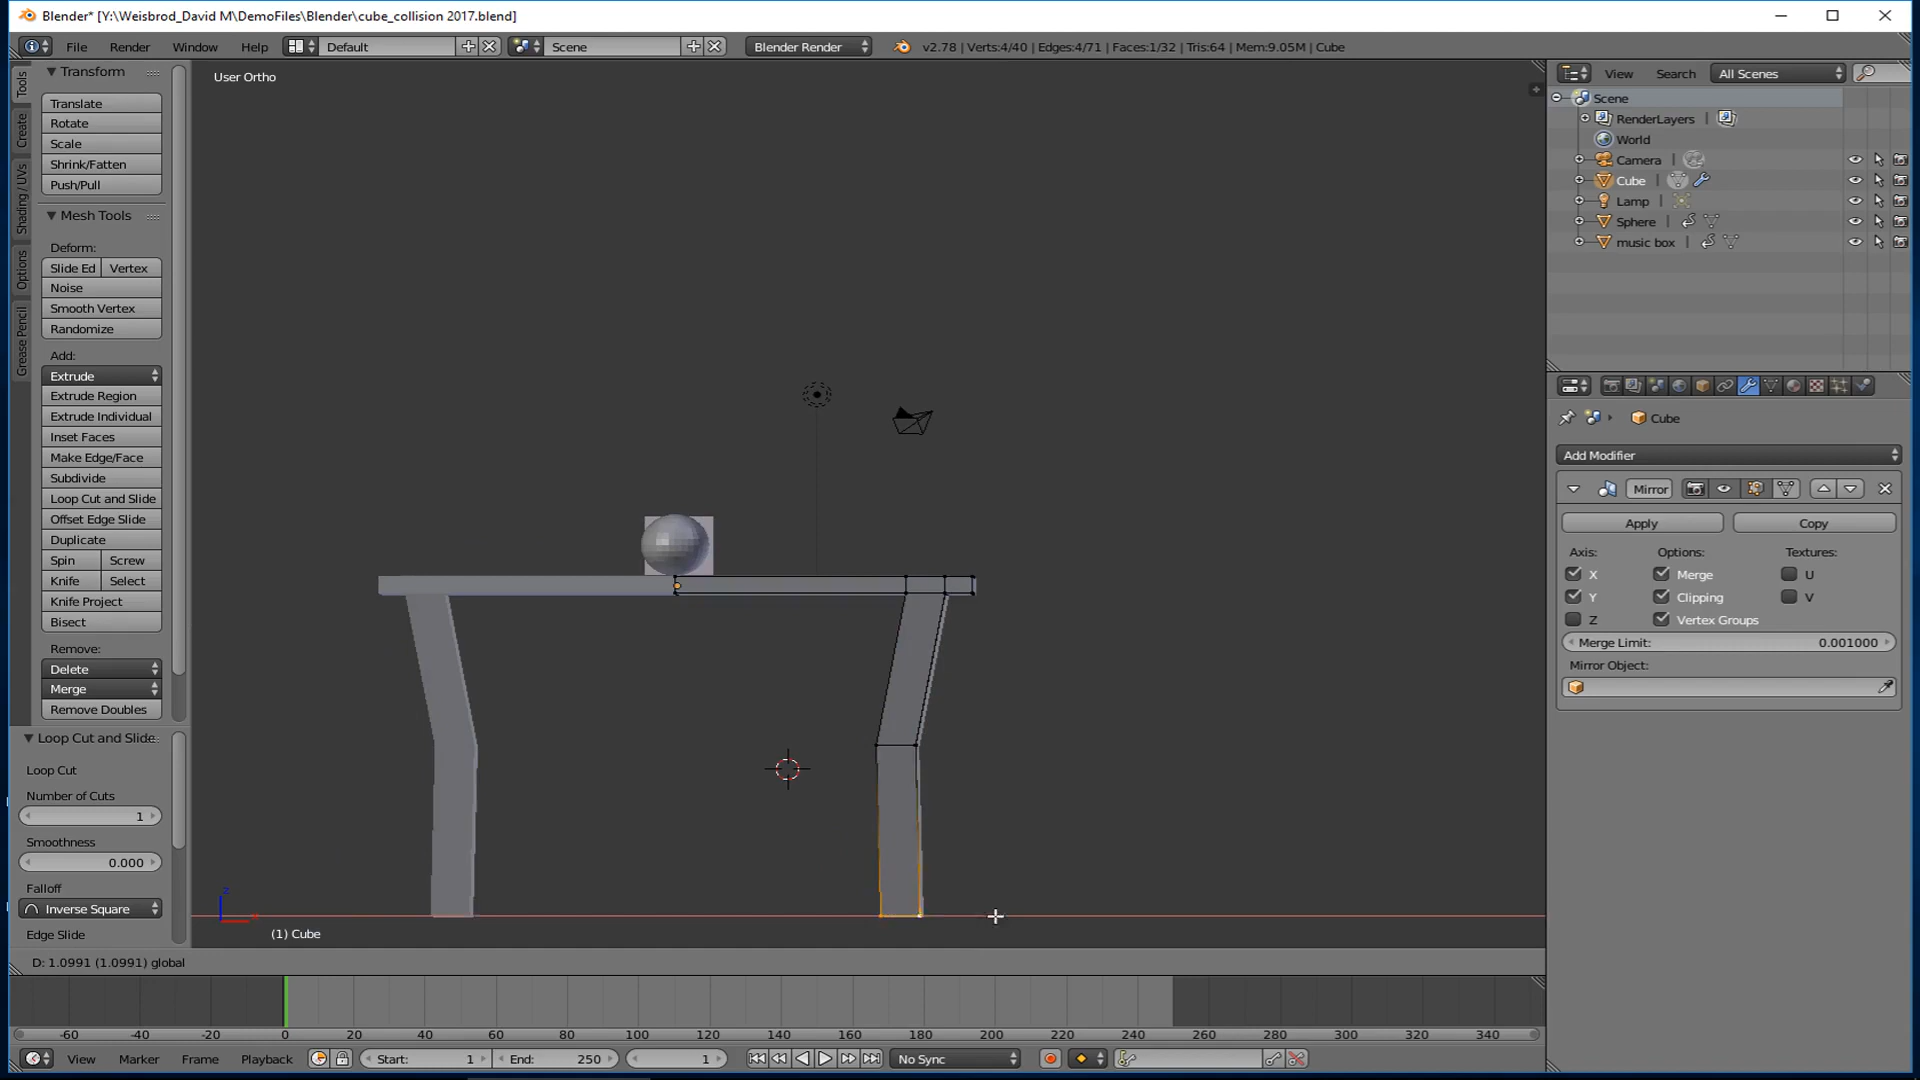 Blender* [Y:\Weisbrod_David M\DemoFiles\Blender\cube_collision 2017.blend]
File Render Window Help Default Scene Blender Render v2.78 | Verts:4/40 | Edges:4/71 | Faces:1/32 | Tris:64 | Mem:9.05M | Cube
Tools
Create
Shading / UVs
Options
Grease Pencil
Transform
Translate
Rotate
Scale
Shrink/Fatten
Push/Pull
Mesh Tools
Deform:
Slide Ed Vertex
Noise
Smooth Vertex
Randomize
Add:
Extrude
Extrude Region
Extrude Individual
Inset Faces
Make Edge/Face
Subdivide
Loop Cut and Slide
Offset Edge Slide
Duplicate
Spin Screw
Knife Select
Knife Project
Bisect
Remove:
Delete
Merge
Remove Doubles
Loop Cut and Slide
Loop Cut
Number of Cuts
1
Smoothness
0.000
Falloff
Inverse Square
Edge Slide
User Ortho
z
(1) Cube
D: 1.0991 (1.0991) global
-60 -40 -20 0 20 40 60 80 100 120 140 160 180 200 220 240 260 280 300 320 340
View Marker Frame Playback Start: 1 End: 250 1 No Sync
View Search All Scenes
Scene
RenderLayers |
World
Camera |
Cube |
Lamp |
Sphere |
music box |
Cube
Add Modifier
Mirror
Apply Copy
Axis: Options: Textures:
X Merge U
Y Clipping V
Z Vertex Groups
Merge Limit: 0.001000
Mirror Object: